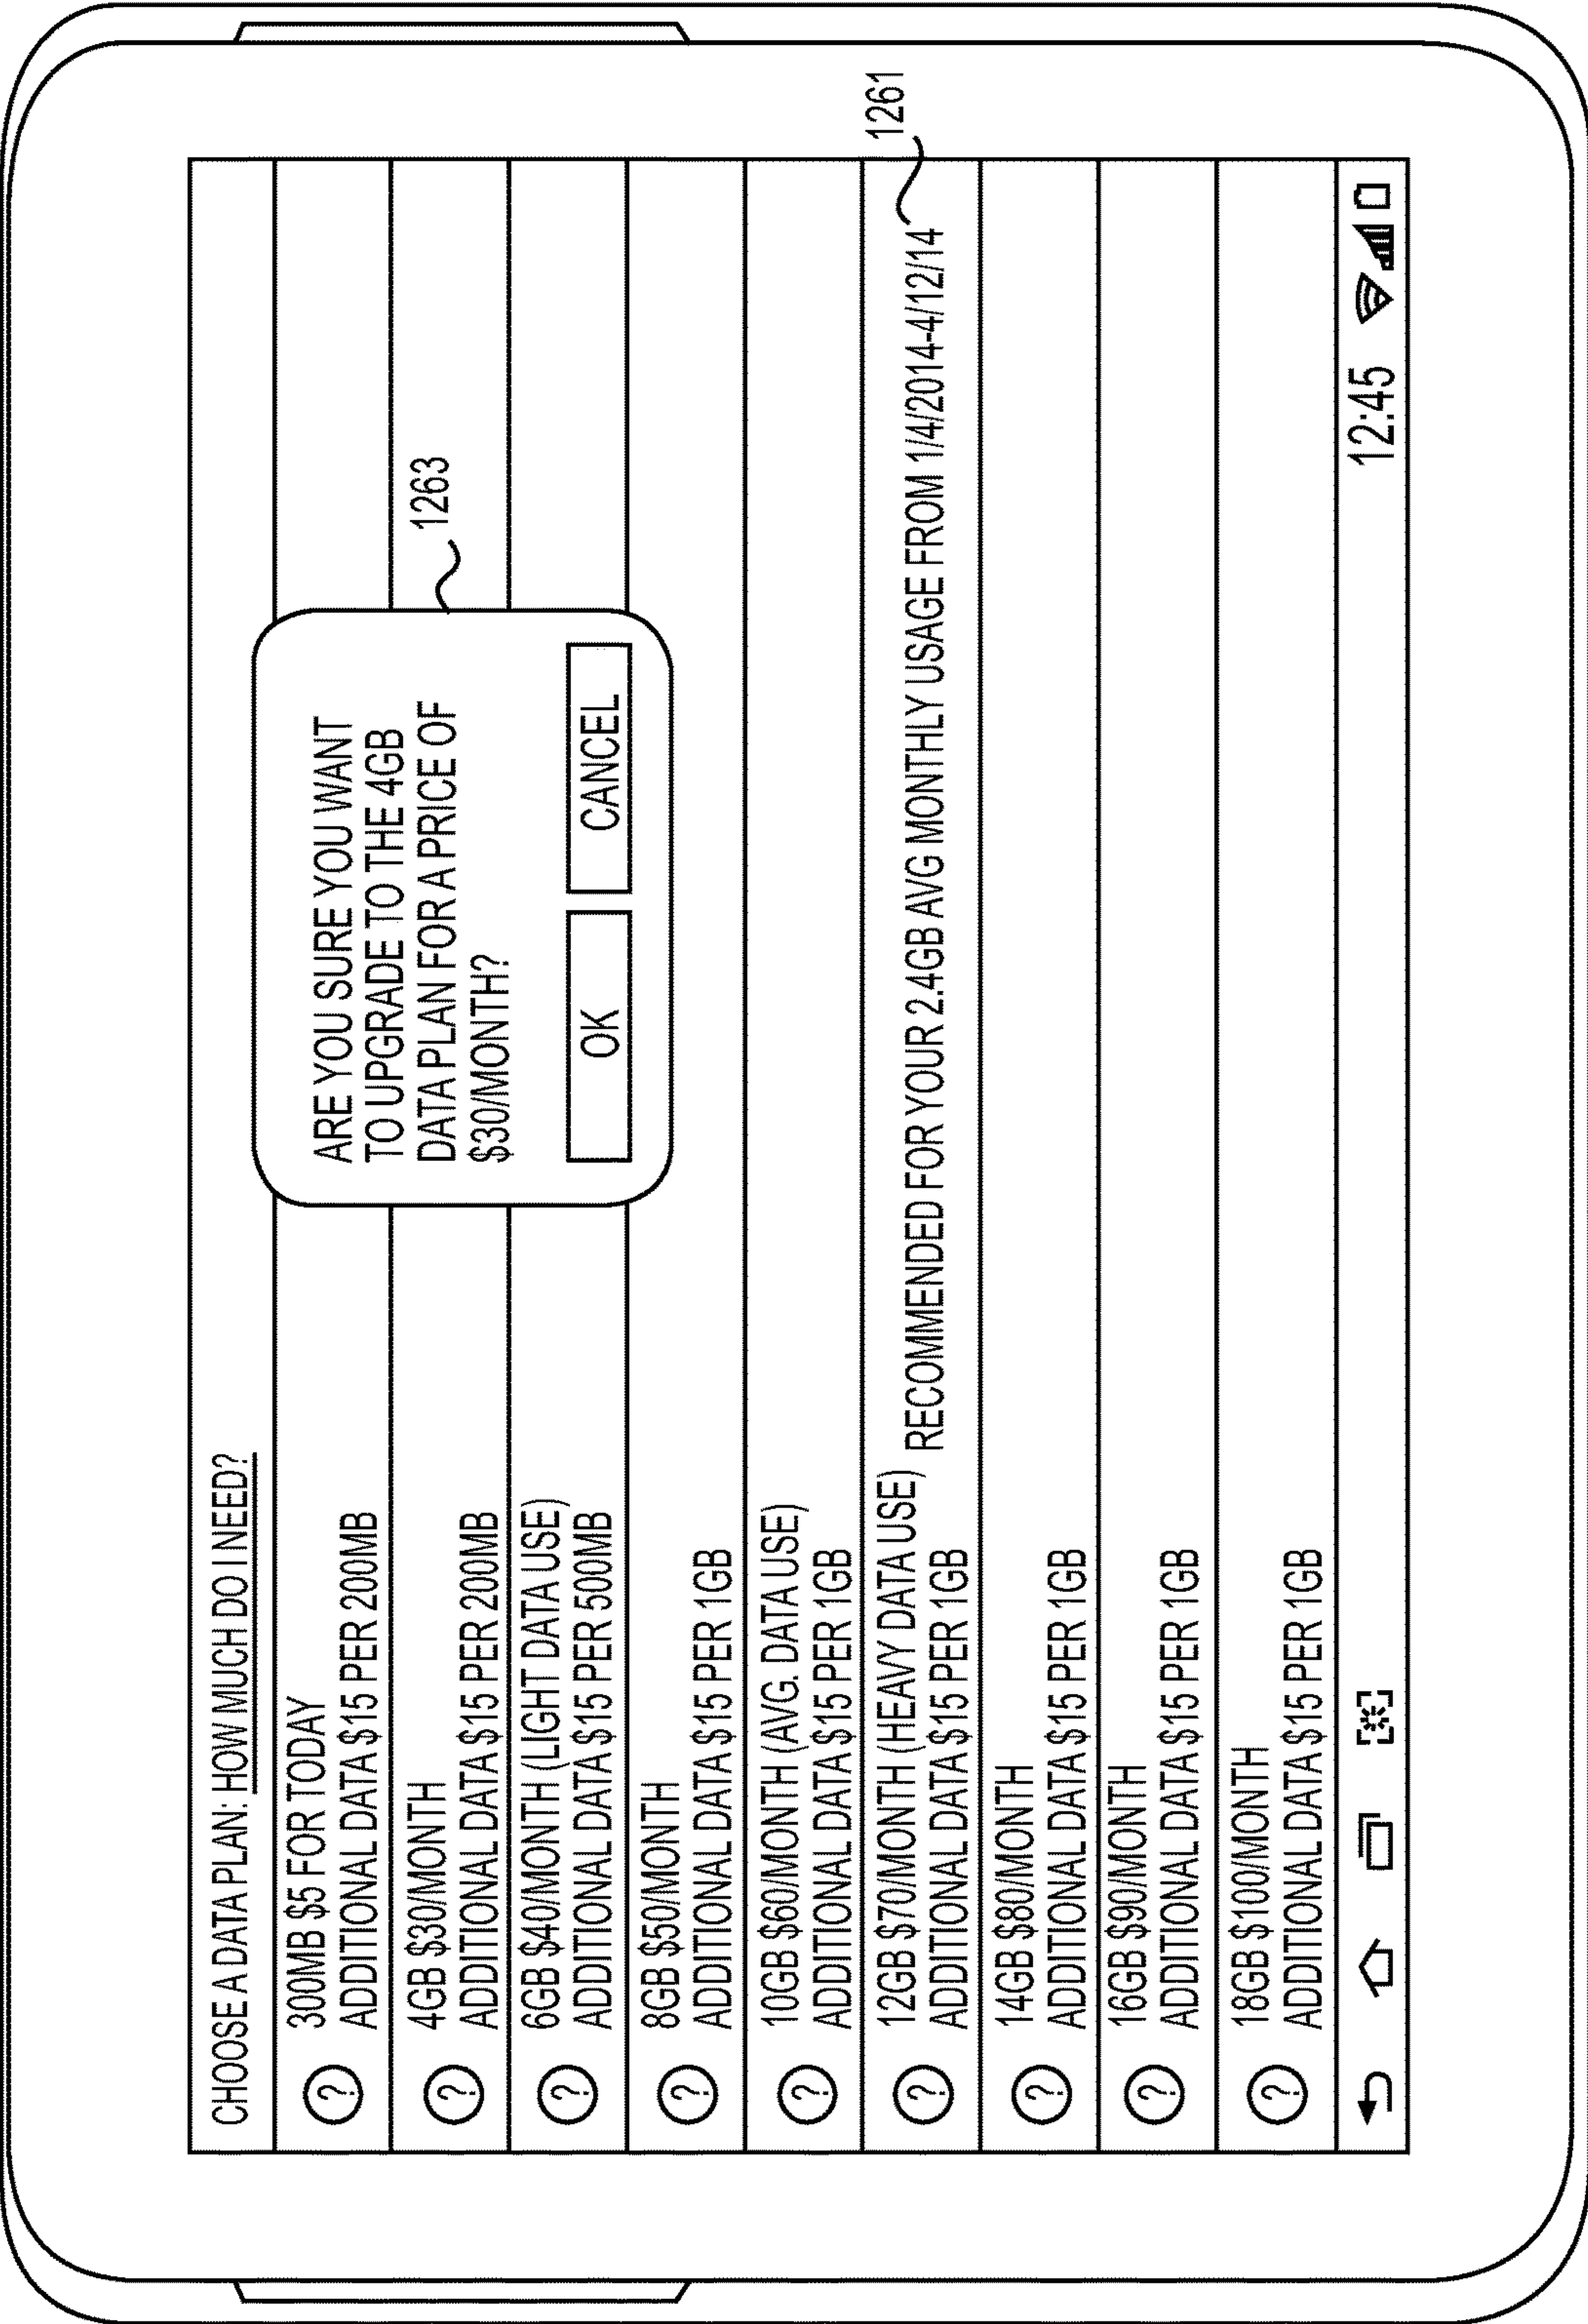 CHOOSE A DATA PLAN: HOW MUCH DO I NEED?
300MB $5 FOR TODAY
ADDITIONAL DATA $15 PER 200MB
4GB $30/MONTH
ADDITIONAL DATA $15 PER 200MB
6GB $40/MONTH (LIGHT DATA USE)
ADDITIONAL DATA $15 PER 500MB
8GB $50/MONTH
ADDITIONAL DATA $15 PER 1GB
10GB $60/MONTH (AVG. DATA USE)
ADDITIONAL DATA $15 PER 1GB
12GB $70/MONTH (HEAVY DATA USE)
ADDITIONAL DATA $15 PER 1GB
RECOMMENDED FOR YOUR 2.4GB AVG MONTHLY USAGE FROM 1/4/2014-4/12/14
14GB $80/MONTH
ADDITIONAL DATA $15 PER 1GB
16GB $90/MONTH
ADDITIONAL DATA $15 PER 1GB
18GB $100/MONTH
ADDITIONAL DATA $15 PER 1GB
?
?
?
?
?
?
?
?
?
ARE YOU SURE YOU WANT
TO UPGRADE TO THE 4GB
DATA PLAN FOR A PRICE OF
$30/MONTH?
OK
CANCEL
1263
1261
12:45